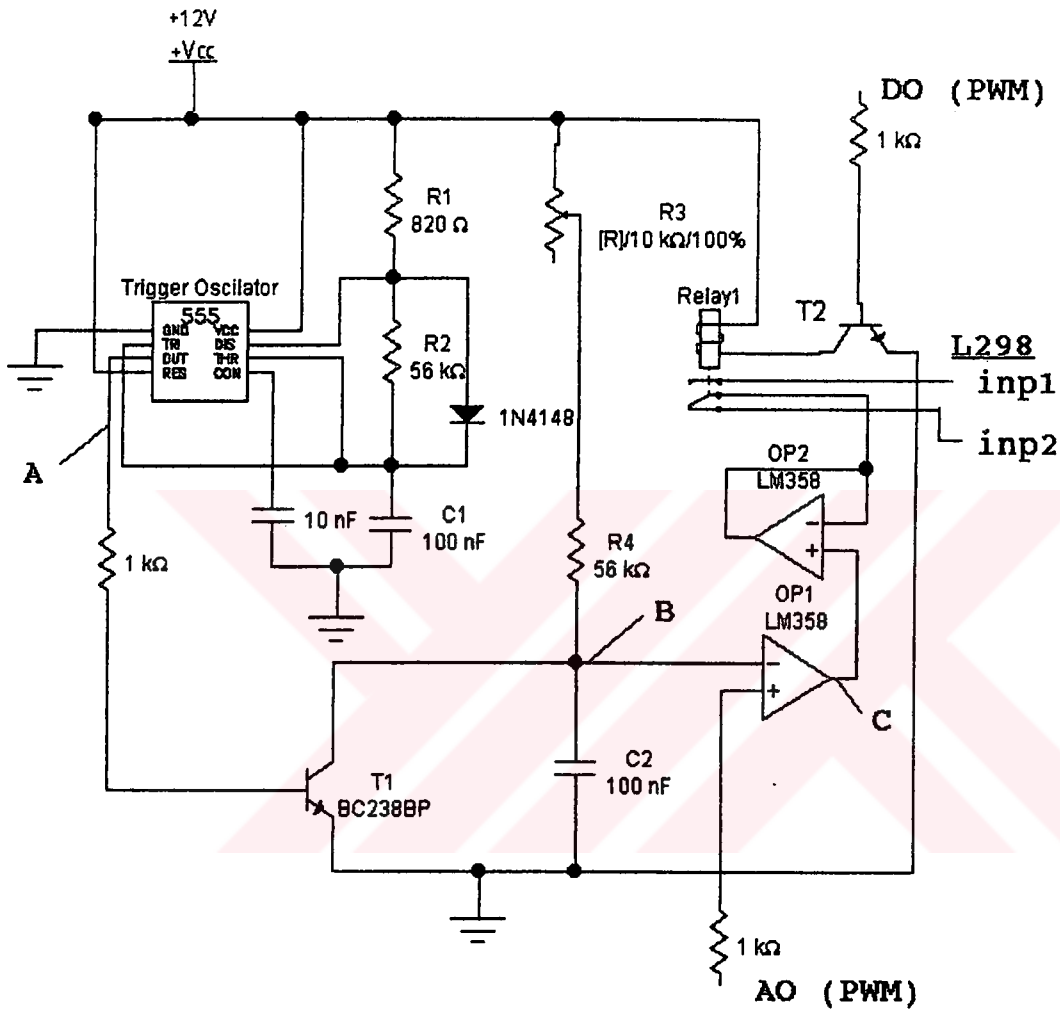 +12V
+Vcc
DO (PWM)
1 kΩ
R1
820 Ω
R3
[R]/10 kΩ/100%
Trigger Oscilator
555
GND VCC
TRI DIS
OUT THR
RES CON
R2
56 kΩ
1N4148
Relay1
T2
L298
inp1
inp2
A
10 nF
C1
100 nF
1 kΩ
R4
56 kΩ
OP2
LM358
-
+
OP1
LM358
B
-
+
C
T1
BC238BP
C2
100 nF
1 kΩ
AO (PWM)